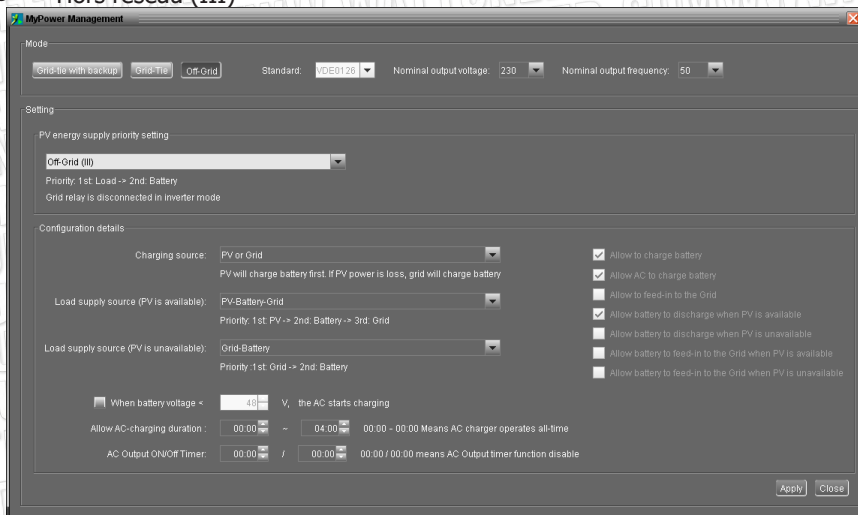 Hors réseau (III)
MyPower Management
Mode
Grid-tie with backup Grid-Tie Off-Grid Standard: VDE0126 Nominal output voltage: 230 Nominal output frequency: 50
Setting
PV energy supply priority setting
Off-Grid (III)
Priority: 1st: Load -> 2nd: Battery
Grid relay is disconnected in inverter mode
Configuration details
Charging source: PV or Grid
PV will charge battery first. If PV power is loss, grid will charge battery
Load supply source (PV is available): PV-Battery-Grid
Priority: 1st: PV -> 2nd: Battery -> 3rd: Grid
Load supply source (PV is unavailable): Grid-Battery
Priority :1st: Grid -> 2nd: Battery
Allow to charge battery
Allow AC to charge battery
Allow to feed-in to the Grid
Allow battery to discharge when PV is available
Allow battery to discharge when PV is unavailable
Allow battery to feed-in to the Grid when PV is available
Allow battery to feed-in to the Grid when PV is unavailable
When battery voltage < 48 V, the AC starts charging
Allow AC-charging duration : 00:00 ~ 04:00 00:00 - 00:00 Means AC charger operates all-time
AC Output ON/Off Timer: 00:00 / 00:00 00:00 / 00:00 means AC Output timer function disable
Apply Close